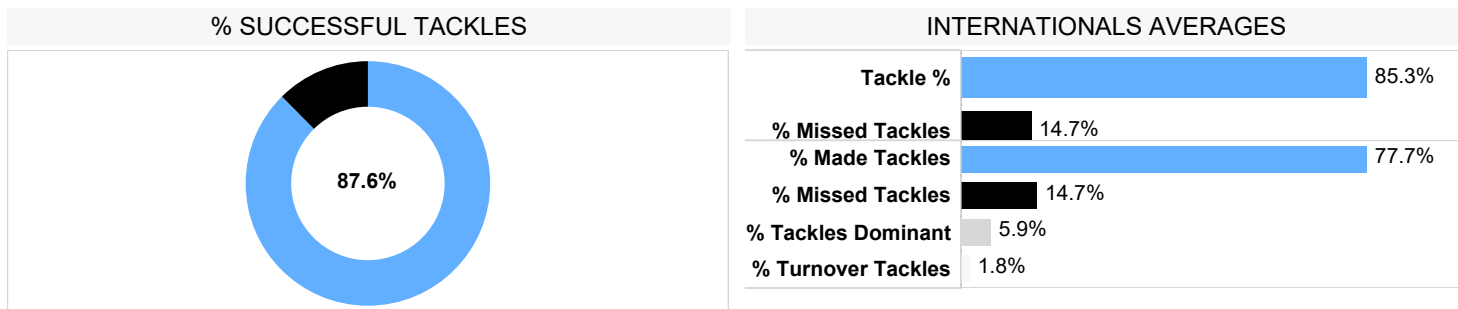 % SUCCESSFUL TACKLES
87.6%
INTERNATIONALS AVERAGES
Tackle % 85.3%
% Missed Tackles 14.7%
% Made Tackles 77.7%
% Missed Tackles 14.7%
% Tackles Dominant 5.9%
% Turnover Tackles 1.8%